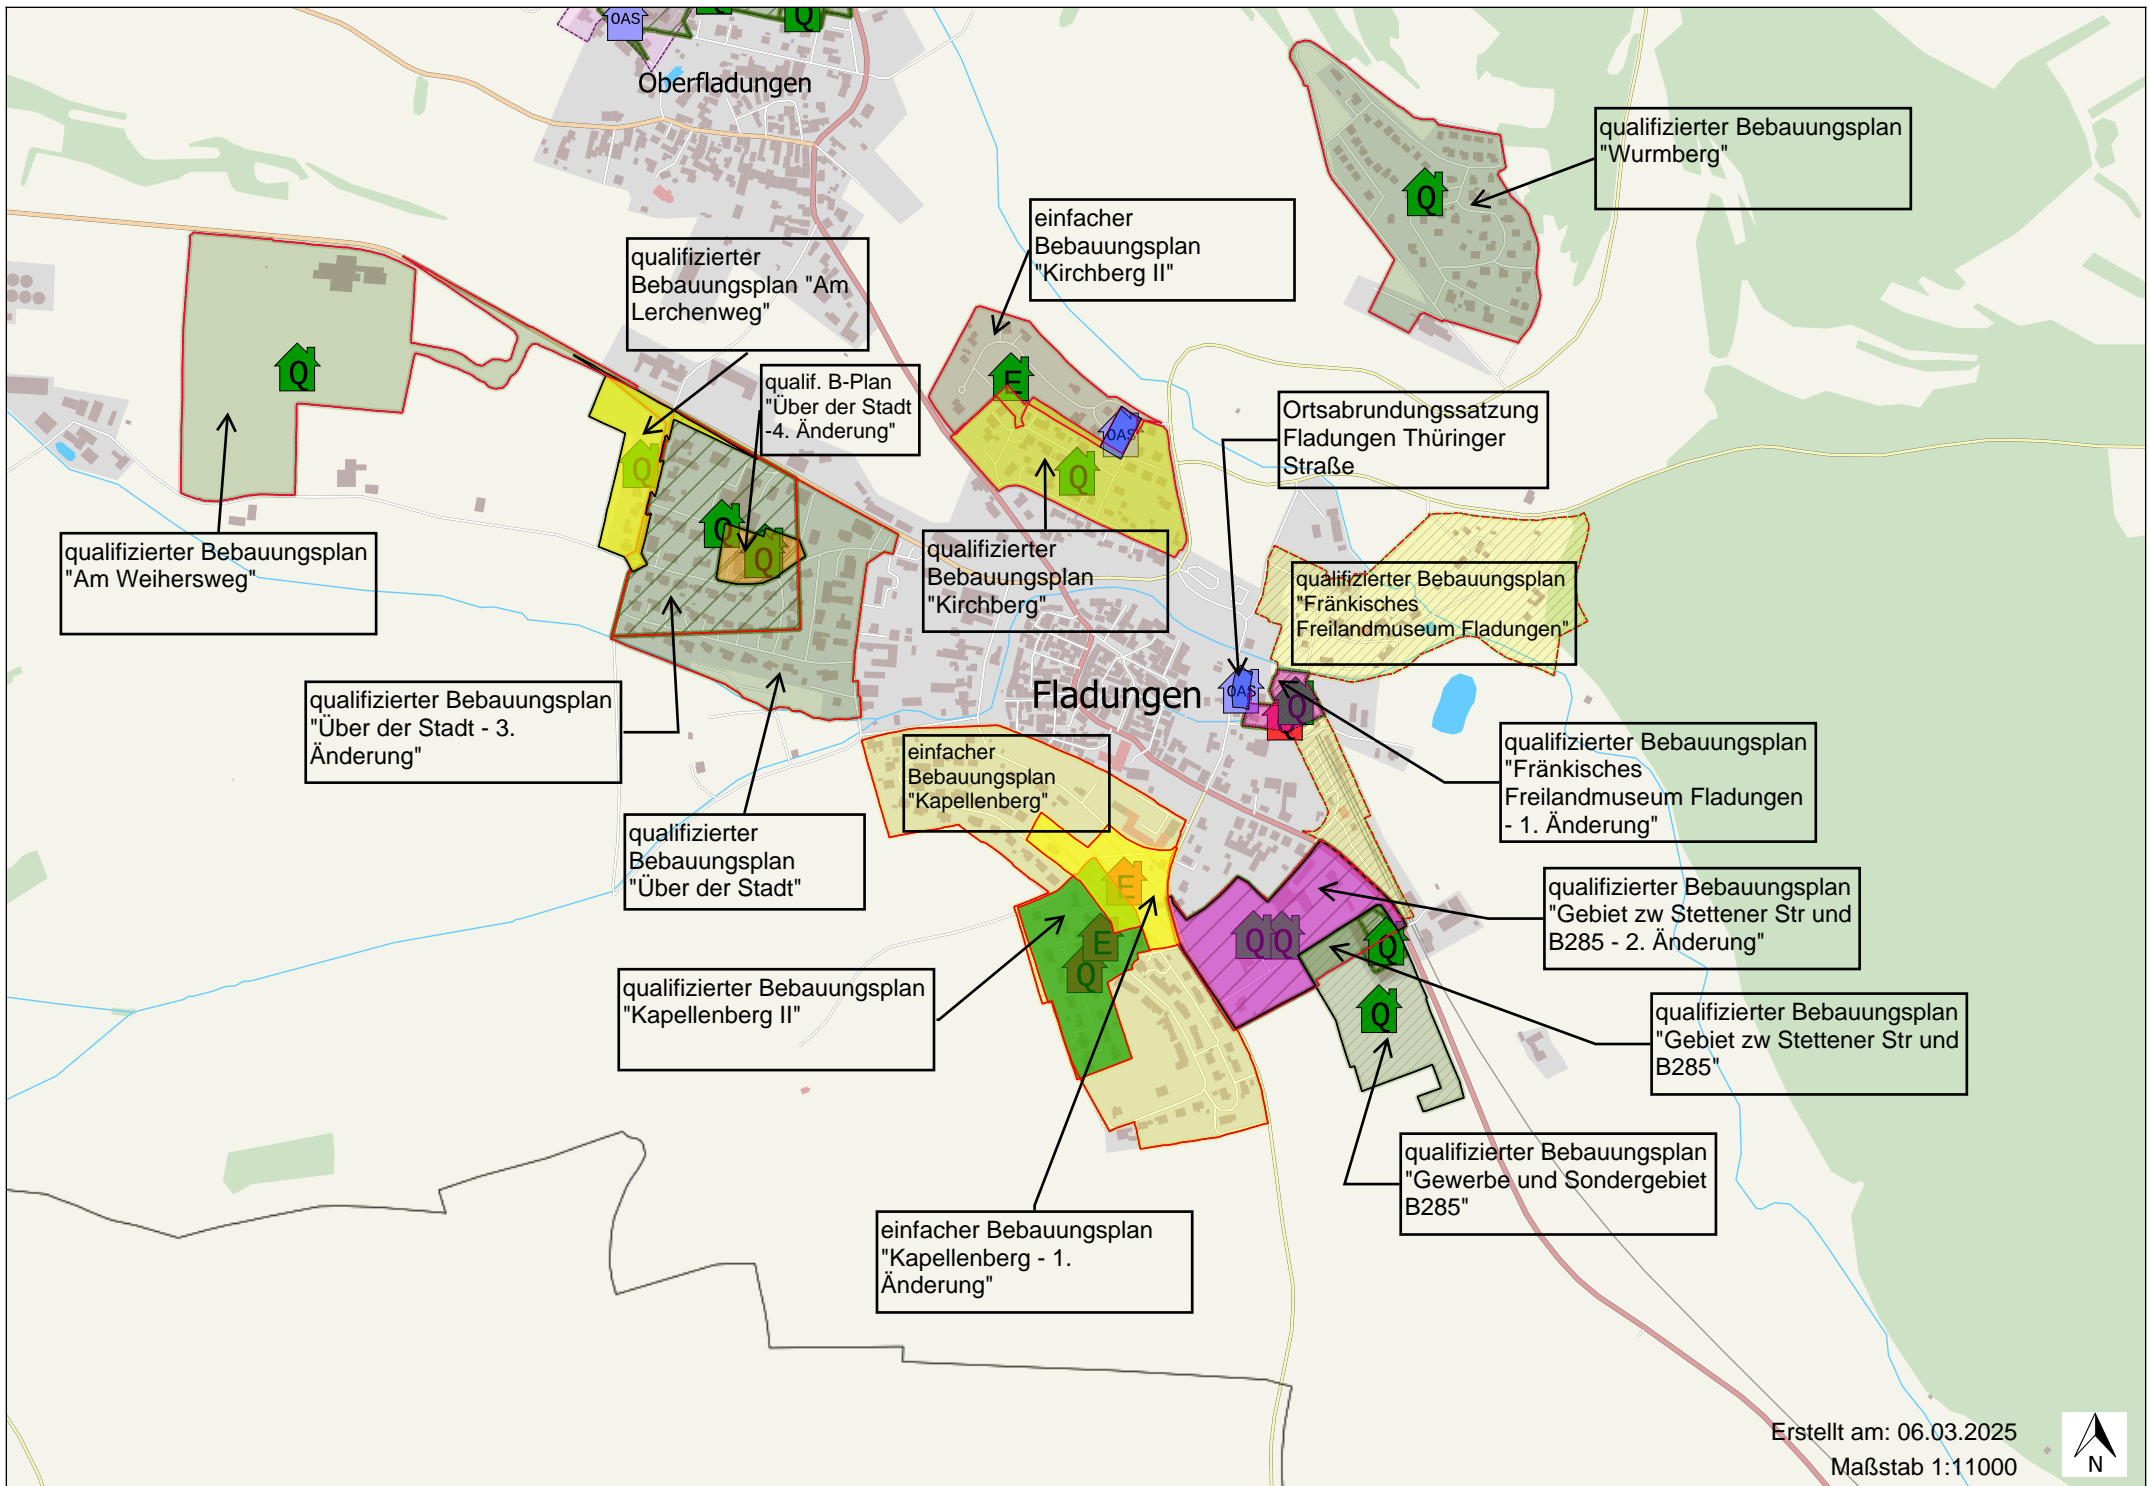 OAS
Q
Q
Oberfladungen
qualifizierter Bebauungsplan
"Wurmberg"
Q
einfacher
Bebauungsplan
"Kirchberg II"
qualifizierter
Bebauungsplan "Am
Lerchenweg"
Q
qualif. B-Plan
"Über der Stadt
-4. Änderung"
E
OAS
Q
Ortsabrundungssatzung
Fladungen Thüringer
Straße
Q
Q
Q
qualifizierter Bebauungsplan
"Am Weihersweg"
qualifizierter
Bebauungsplan
"Kirchberg"
qualifizierter Bebauungsplan
"Fränkisches
Freilandmuseum Fladungen"
Fladungen
OAS
Q
Q
qualifizierter Bebauungsplan
"Über der Stadt - 3.
Änderung"
einfacher
Bebauungsplan
"Kapellenberg"
qualifizierter Bebauungsplan
"Fränkisches
Freilandmuseum Fladungen
- 1. Änderung"
qualifizierter
Bebauungsplan
"Über der Stadt"
E
qualifizierter Bebauungsplan
"Gebiet zw Stettener Str und
B285 - 2. Änderung"
E
Q
Q
Q
Q
qualifizierter Bebauungsplan
"Kapellenberg II"
Q
qualifizierter Bebauungsplan
"Gebiet zw Stettener Str und
B285"
qualifizierter Bebauungsplan
"Gewerbe und Sondergebiet
B285"
einfacher Bebauungsplan
"Kapellenberg - 1.
Änderung"
Erstellt am: 06.03.2025
Maßstab 1:11000
N